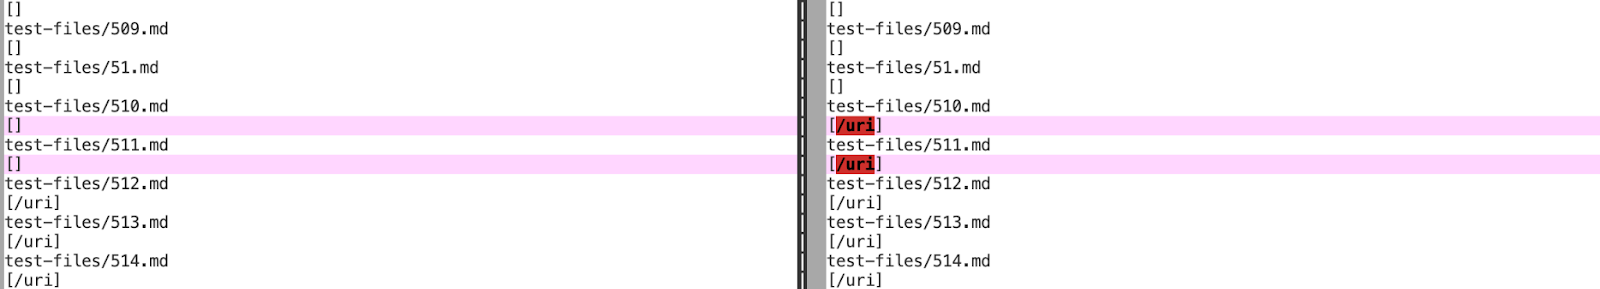 []
test-files/509.md
[]
test-files/51.md
[]
test-files/510.md
[]
test-files/511.md
[]
test-files/512.md
[/uri]
test-files/513.md
[/uri]
test-files/514.md
[/uri]
[]
test-files/509.md
[]
test-files/51.md
[]
test-files/510.md
[/uri]
test-files/511.md
[/uri]
test-files/512.md
[/uri]
test-files/513.md
[/uri]
test-files/514.md
[/uri]